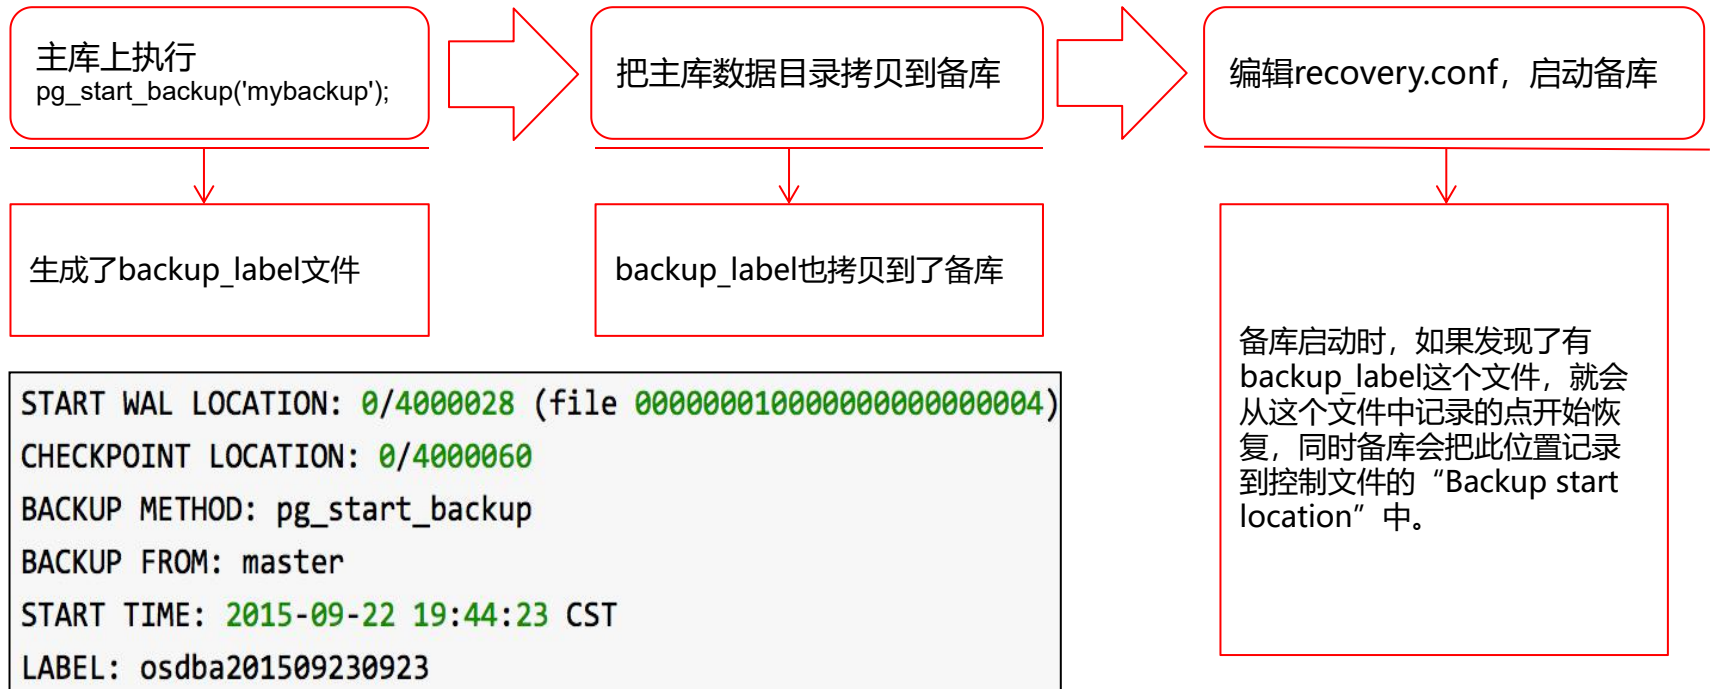 主库上执行
pg_start_backup('mybackup');
把主库数据目录拷贝到备库
编辑recovery.conf，启动备库
生成了backup_label文件
backup_label也拷贝到了备库
备库启动时，如果发现了有
backup_label这个文件，就会
从这个文件中记录的点开始恢
复，同时备库会把此位置记录
到控制文件的“Backup start
location”中。
START WAL LOCATION: 0/4000028 (file 000000010000000000000004)
CHECKPOINT LOCATION: 0/4000060
BACKUP METHOD: pg_start_backup
BACKUP FROM: master
START TIME: 2015-09-22 19:44:23 CST
LABEL: osdba201509230923